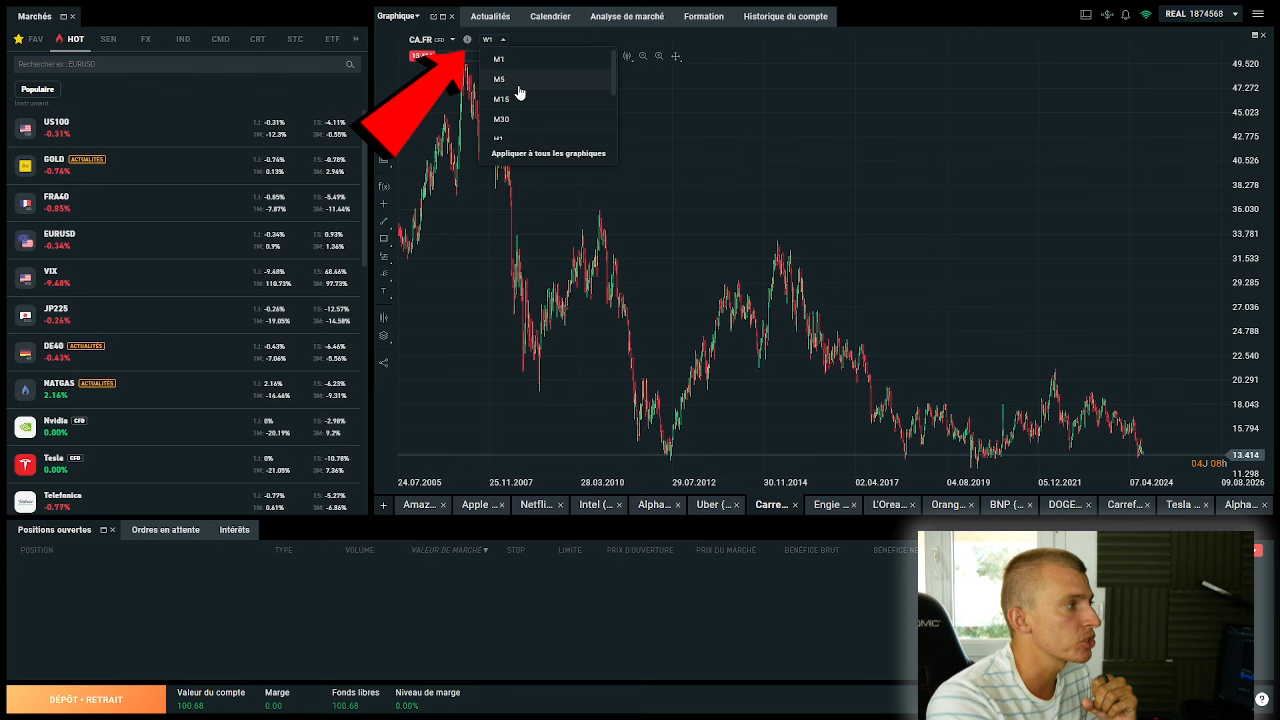 Marchés
Graphique
Actualités
Calendrier
Analyse de marché
Formation
Historique du compte
REAL 1874568
FAV
HOT
SEN
FX
IND
CMD
CRT
STC
ETF
Rechercher ex : EURUSD
Populaire
Instrument
US100
-0.31%
1J: -0.31%
1S: -4.11%
1M: -12.3%
3M: -0.55%
GOLD ACTUALITÉS
-0.74%
1J: -0.74%
1S: -0.78%
1M: 0.13%
3M: 2.94%
FRA40
-0.85%
1J: -0.85%
1S: -5.49%
1M: -7.87%
3M: -11.44%
EURUSD
-0.34%
1J: -0.34%
1S: 0.93%
1M: 0.9%
3M: 1.36%
VIX
-9.48%
1J: -9.48%
1S: 68.46%
1M: 110.73%
3M: 97.73%
JP225
-0.26%
1J: -0.26%
1S: -12.57%
1M: -19.05%
3M: -14.58%
DE40 ACTUALITÉS
-0.43%
1J: -0.43%
1S: -6.46%
1M: -7.06%
3M: -5.56%
NATGAS ACTUALITÉS
2.16%
1J: 2.16%
1S: -6.23%
1M: -14.66%
3M: -9.31%
Nvidia CFD
0.00%
1J: 0%
1S: -2.98%
1M: -20.19%
3M: 9.2%
Tesla CFD
0.00%
1J: 0%
1S: -10.78%
1M: -21.05%
3M: 7.36%
Telefonica
-0.77%
1J: -0.77%
1S: -5.27%
1M: 0.61%
3M: -6.86%
CA.FR CFD
W1
M1
M5
M15
M30
H1
Appliquer à tous les graphiques
49.520
47.272
45.023
42.775
40.526
38.278
36.030
33.781
31.533
29.285
27.036
24.788
22.540
20.291
18.043
15.794
13.414
11.298
04J 08h
24.07.2005
25.11.2007
28.03.2010
29.07.2012
30.11.2014
02.04.2017
04.08.2019
05.12.2021
07.04.2024
09.08.2026
Amaz...
Apple ...
Netfli...
Intel (...
Alpha...
Uber (...
Carre...
Engie ...
L'Orea...
Orang...
BNP (...
DOGE...
Carref...
Tesla ...
Alpha...
Positions ouvertes
Ordres en attente
Intérêts
POSITION
TYPE
VOLUME
VALEUR DE MARCHÉ
STOP
LIMITE
PRIX D'OUVERTURE
PRIX DU MARCHÉ
BÉNÉFICE BRUT
BÉNÉFICE NE
DÉPÔT • RETRAIT
Valeur du compte
100.68
Marge
0.00
Fonds libres
100.68
Niveau de marge
0.00%